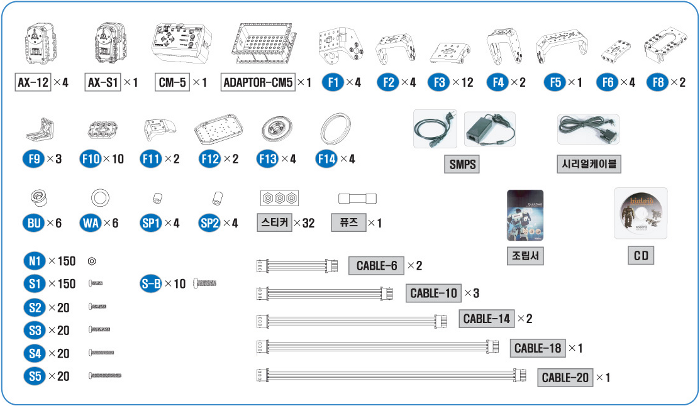 AX-12 ×4
AX-S1 ×1
CM-5 ×1
ADAPTOR-CM5 ×1
F1 ×4
F2 ×4
F3 ×12
F4 ×2
F5 ×1
F6 ×4
F8 ×2
F9 ×3
F10 ×10
F11 ×2
F12 ×2
F13 ×4
F14 ×4
SMPS
시리얼케이블
BU ×6
WA ×6
SP1 ×4
SP2 ×4
스티커 ×32
퓨즈 ×1
조립서
CD
N1 ×150
S1 ×150
S-B ×10
S2 ×20
S3 ×20
S4 ×20
S5 ×20
CABLE-6 ×2
CABLE-10 ×3
CABLE-14 ×2
CABLE-18 ×1
CABLE-20 ×1